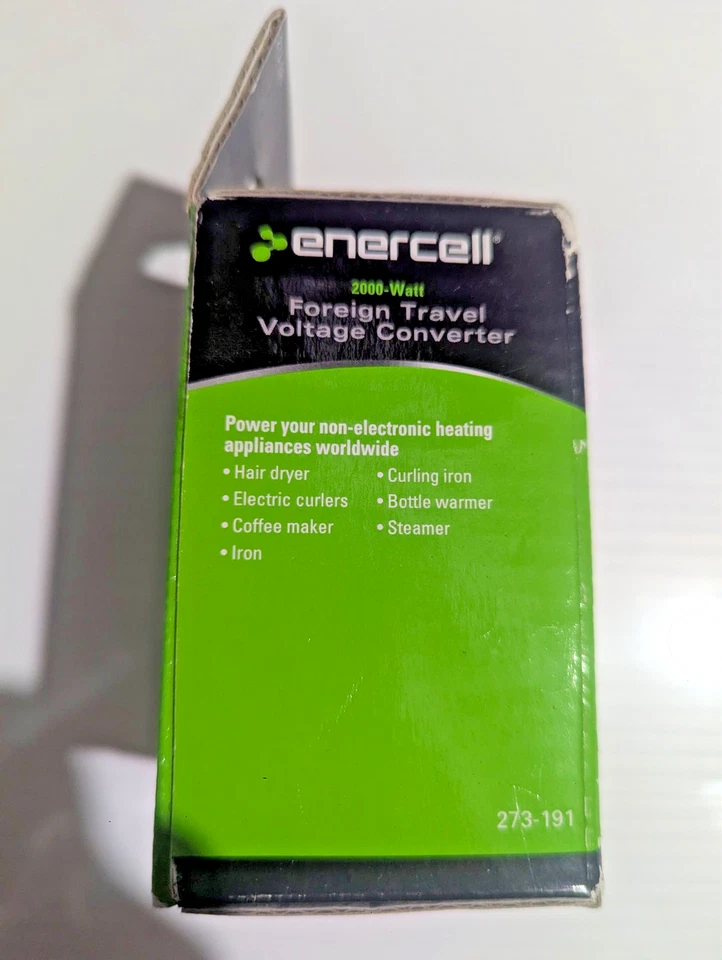 enercell®
2000-Watt
Foreign Travel
Voltage Converter
Power your non-electronic heating
appliances worldwide
• Hair dryer
• Curling iron
• Electric curlers
• Bottle warmer
• Coffee maker
• Steamer
• Iron
273-191